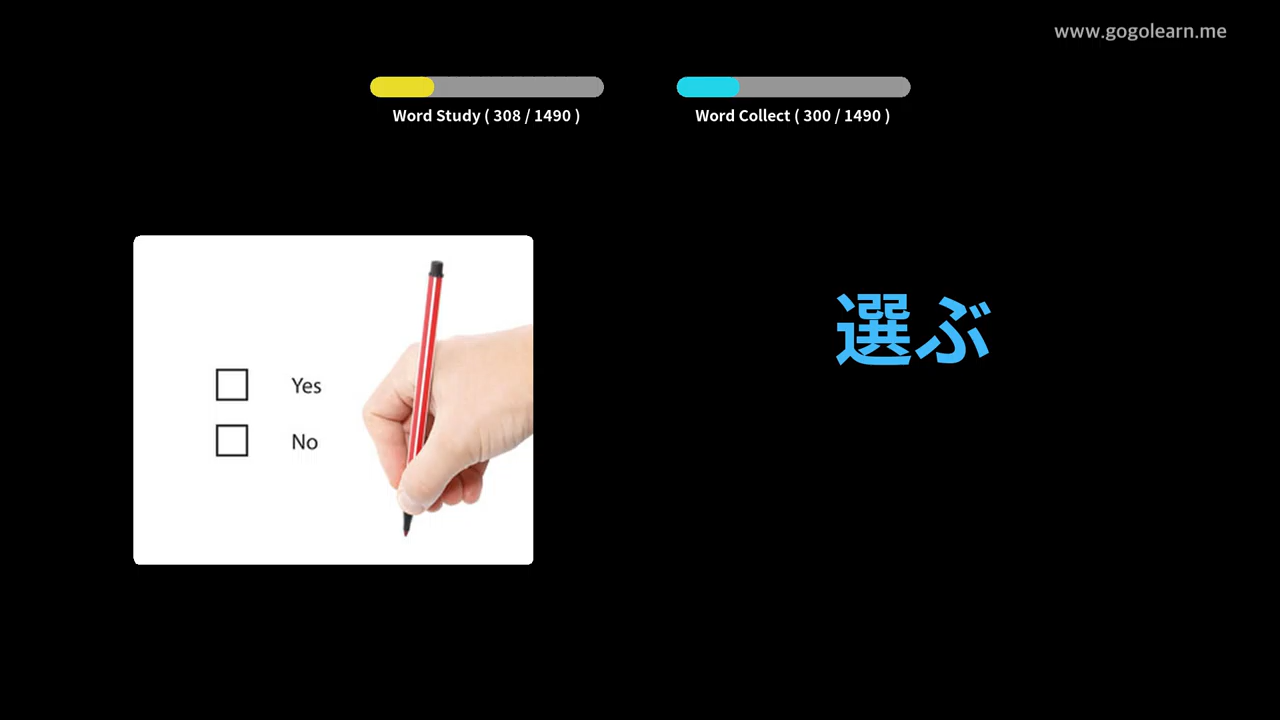 www.gogolearn.me
Word Study ( 308 / 1490 )
Word Collect ( 300 / 1490 )
Yes
No
選ぶ